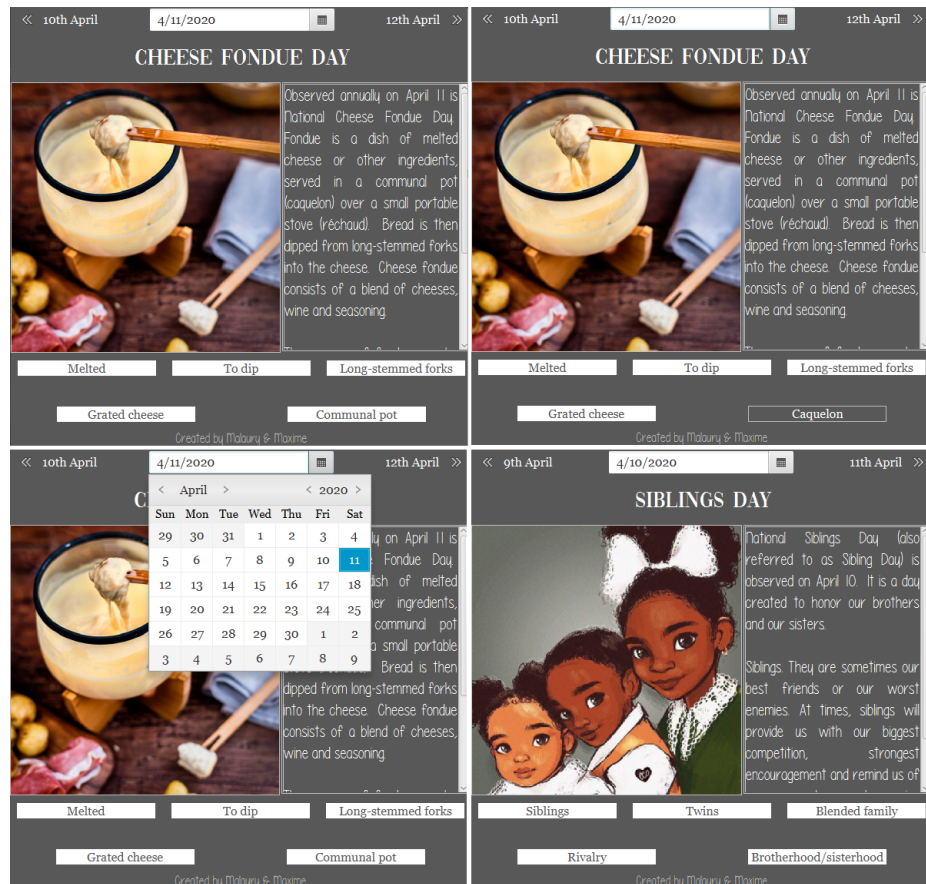 10th April
4/11/2020
12th April
CHEESE FONDUE DAY
Observed annually on April 11 is
National Cheese Fondue Day.
Fondue is a dish of melted
cheese or other ingredients,
served in a communal pot
(caquelon) over a small portable
stove (réchaud). Bread is then
dipped from long-stemmed forks
into the cheese. Cheese fondue
consists of a blend of cheeses,
wine and seasoning.
Melted
To dip
Long-stemmed forks
Grated cheese
Communal pot
Created by Malaury & Maxime
10th April
4/11/2020
12th April
CHEESE FONDUE DAY
Observed annually on April 11 is
National Cheese Fondue Day.
Fondue is a dish of melted
cheese or other ingredients,
served in a communal pot
(caquelon) over a small portable
stove (réchaud). Bread is then
dipped from long-stemmed forks
into the cheese. Cheese fondue
consists of a blend of cheeses,
wine and seasoning.
Melted
To dip
Long-stemmed forks
Grated cheese
Caquelon
Created by Malaury & Maxime
10th April
4/11/2020
12th April
C
April
2020
Sun Mon Tue Wed Thu Fri Sat
29 30 31 1 2 3 4
5 6 7 8 9 10 11
12 13 14 15 16 17 18
19 20 21 22 23 24 25
26 27 28 29 30 1 2
3 4 5 6 7 8 9
ly on April 11 is
Fondue Day.
dish of melted
er ingredients,
communal pot
a small portable
Bread is then
dipped from long-stemmed forks
into the cheese. Cheese fondue
consists of a blend of cheeses,
wine and seasoning.
Melted
To dip
Long-stemmed forks
Grated cheese
Communal pot
Created by Malaury & Maxime
9th April
4/10/2020
11th April
SIBLINGS DAY
National Siblings Day (also
referred to as Sibling Day) is
observed on April 10. It is a day
created to honor our brothers
and our sisters.
Siblings. They are sometimes our
best friends or our worst
enemies. At times, siblings will
provide us with our biggest
competition, strongest
encouragement and remind us of
Siblings
Twins
Blended family
Rivalry
Brotherhood/sisterhood
Created by Malaury & Maxime